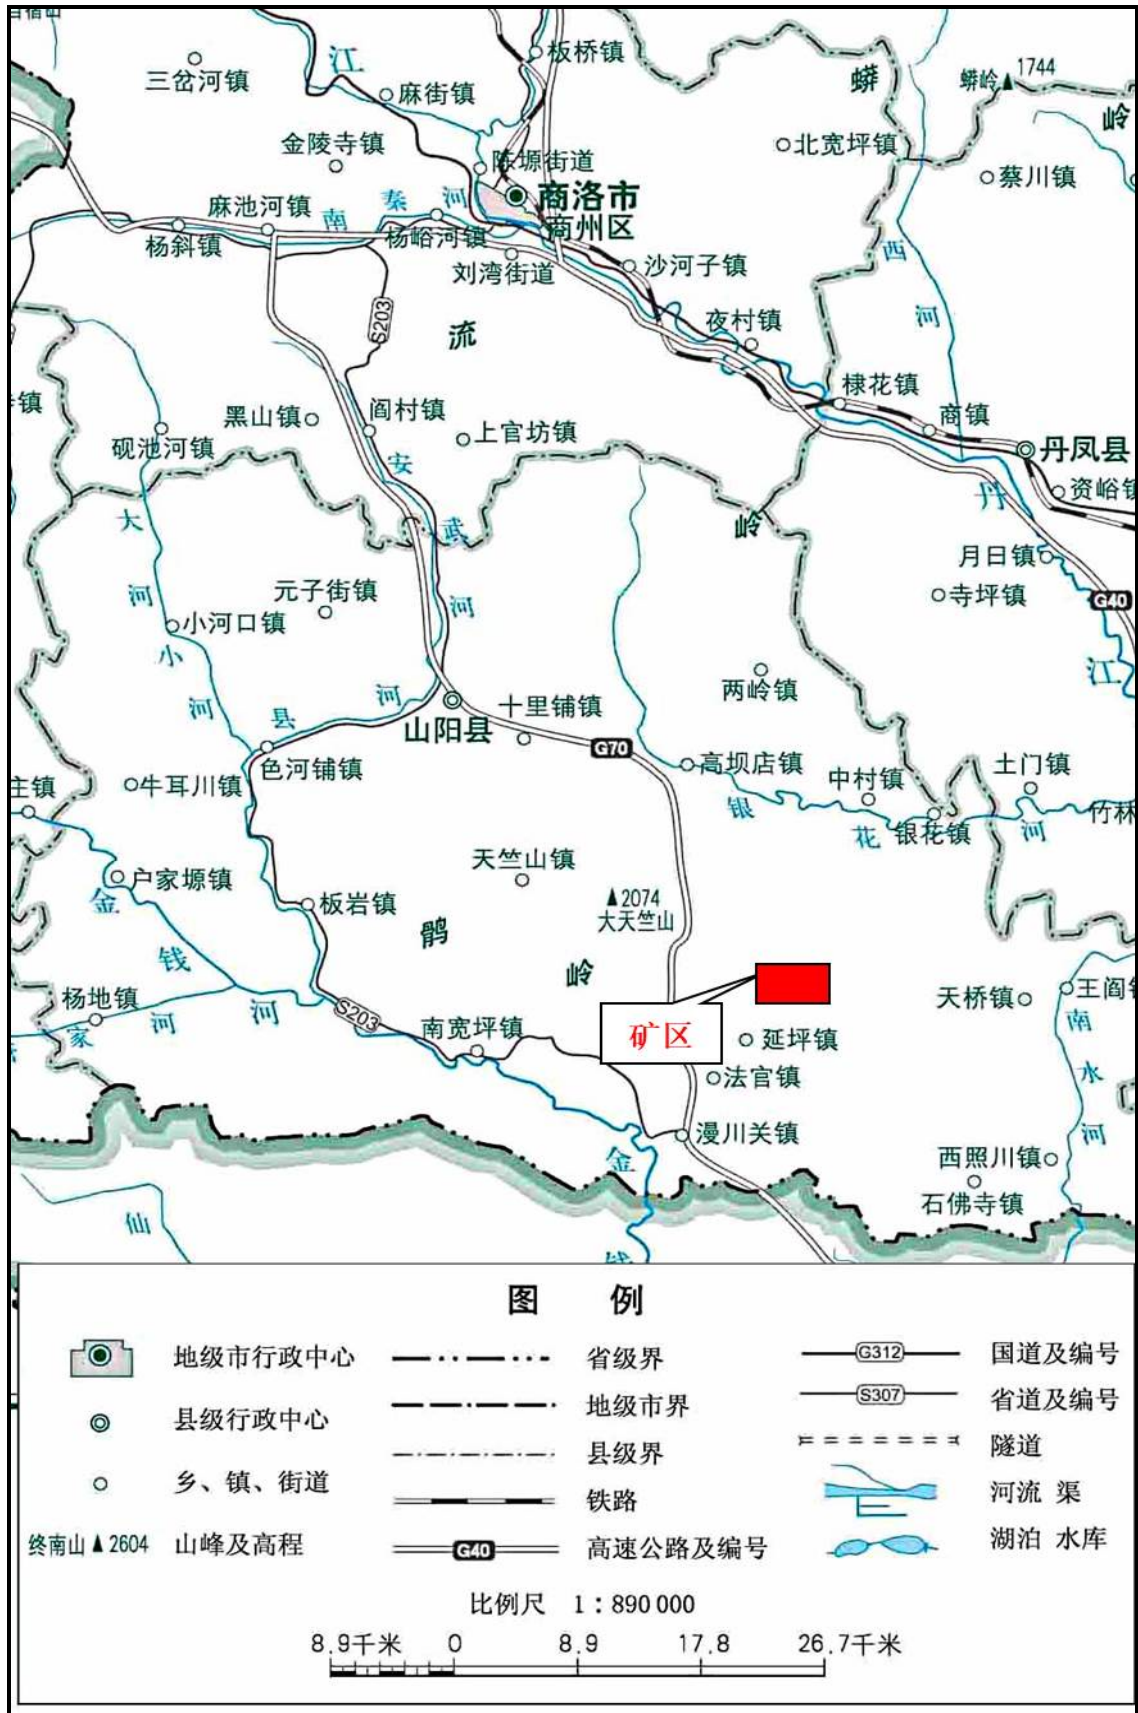 板桥镇
三岔河镇
江
麻街镇
蟒
蟒岭
1744
岭
金陵寺镇
北宽坪镇
蔡川镇
陈塬街道
商洛市
商州区
麻池河镇
南
秦
河
杨斜镇
杨峪河镇
刘湾街道
沙河子镇
西
河
S203
流
夜村镇
棣花镇
商镇
黑山镇
阎村镇
上官坊镇
砚池河镇
丹凤县
资峪镇
安
武
河
大
河
岭
丹
月日镇
寺坪镇
G40
江
元子街镇
小河口镇
小
河
县
河
两岭镇
山阳县
十里铺镇
G70
色河铺镇
牛耳川镇
高坝店镇
中村镇
土门镇
银
花
银花镇
河
竹林
庄镇
户家塬镇
金
钱
河
天竺山镇
2074
大天竺山
板岩镇
鹘
岭
杨地镇
家
河
S203
南宽坪镇
矿区
延坪镇
法官镇
天桥镇
王阎镇
南
水
河
漫川关镇
金
西照川镇
石佛寺镇
仙
图 例
地级市行政中心
省级界
G312
国道及编号
县级行政中心
地级市界
S307
省道及编号
县级界
隧道
乡、镇、街道
铁路
河流 渠
终南山
2604
山峰及高程
G40
高速公路及编号
湖泊 水库
比例尺 1:890 000
8.9千米 0 8.9 17.8 26.7千米